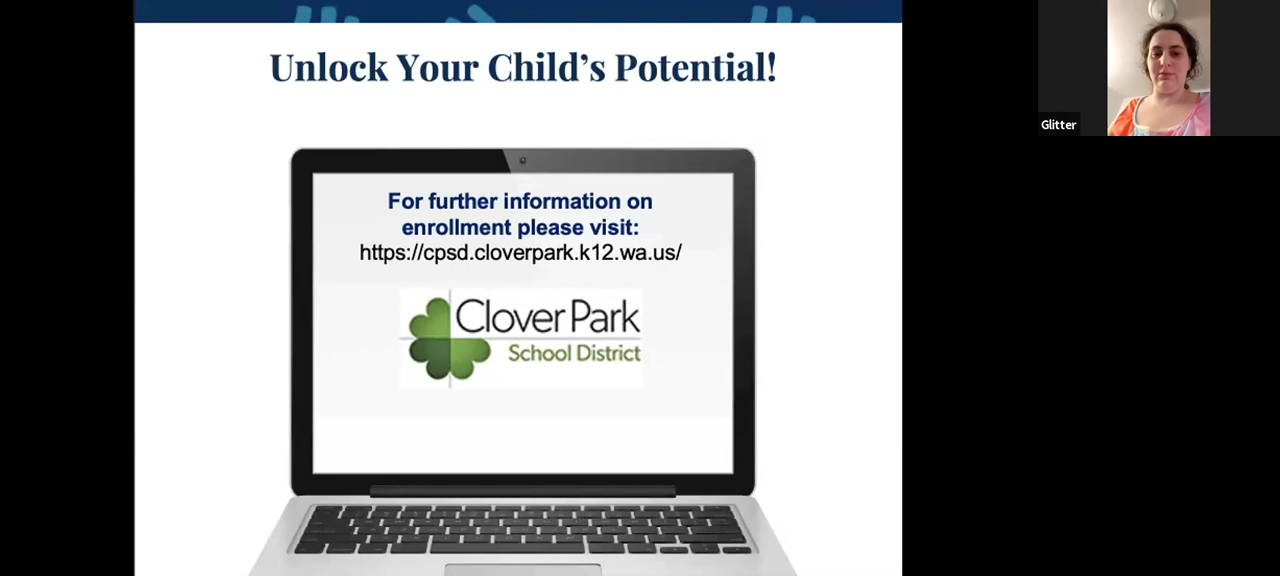 Unlock Your Child’s Potential!
For further information on
enrollment please visit:
https://cpsd.cloverpark.k12.wa.us/
Clover Park
School District
Glitter